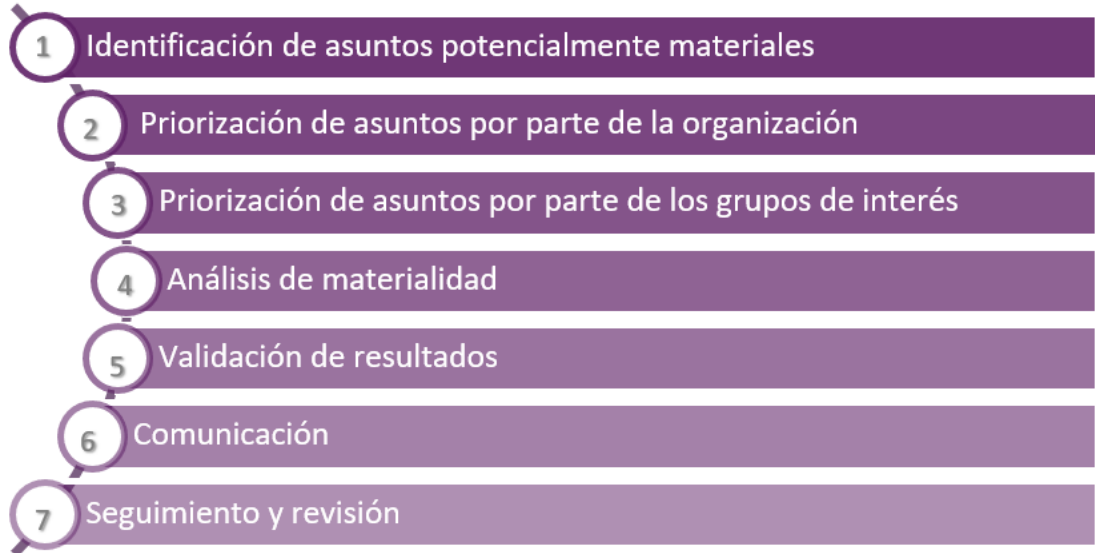 1 Identificación de asuntos potencialmente materiales
2 Priorización de asuntos por parte de la organización
3 Priorización de asuntos por parte de los grupos de interés
4 Análisis de materialidad
5 Validación de resultados
6 Comunicación
7 Seguimiento y revisión